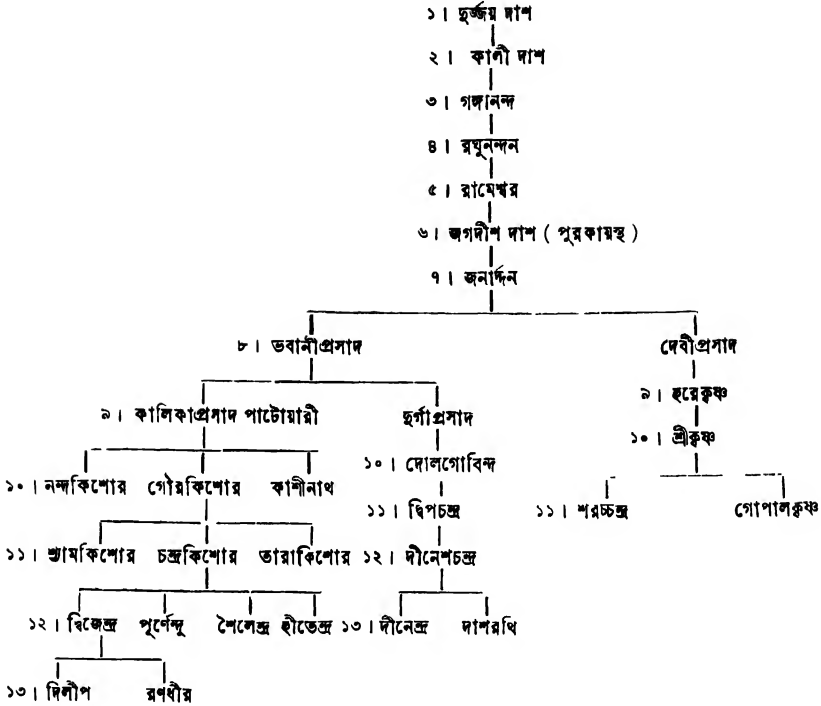 ১। দুর্জ্জয় দাশ
২। কালী দাশ
৩। গঙ্গানন্দ
৪। রঘুনন্দন
৫। রামেশ্বর
৬। জগদীশ দাশ ( পুরকায়স্থ )
৭। জনার্দ্দন
৮। ভবানীপ্রসাদ দেবীপ্রসাদ
৯। হরেকৃষ্ণ
৯। কালিকাপ্রসাদ পাটোয়ারী দুর্গাপ্রসাদ
১০। শ্রীকৃষ্ণ
১০। দোলগোবিন্দ
১০। নন্দকিশোর গৌরকিশোর কাশীনাথ
১১। দ্বিপচন্দ্র ১১। শরচ্চন্দ্র গোপালকৃষ্ণ
১১। শ্যামকিশোর চন্দ্রকিশোর তারাকিশোর ১২। দীনেশচন্দ্র
১২। দ্বিজেন্দ্র পূর্ণেন্দু শৈলেন্দ্র হীতেন্দ্র ১৩। দীনেন্দ্র দাশরথি
১৩। দিলীপ রণধীর